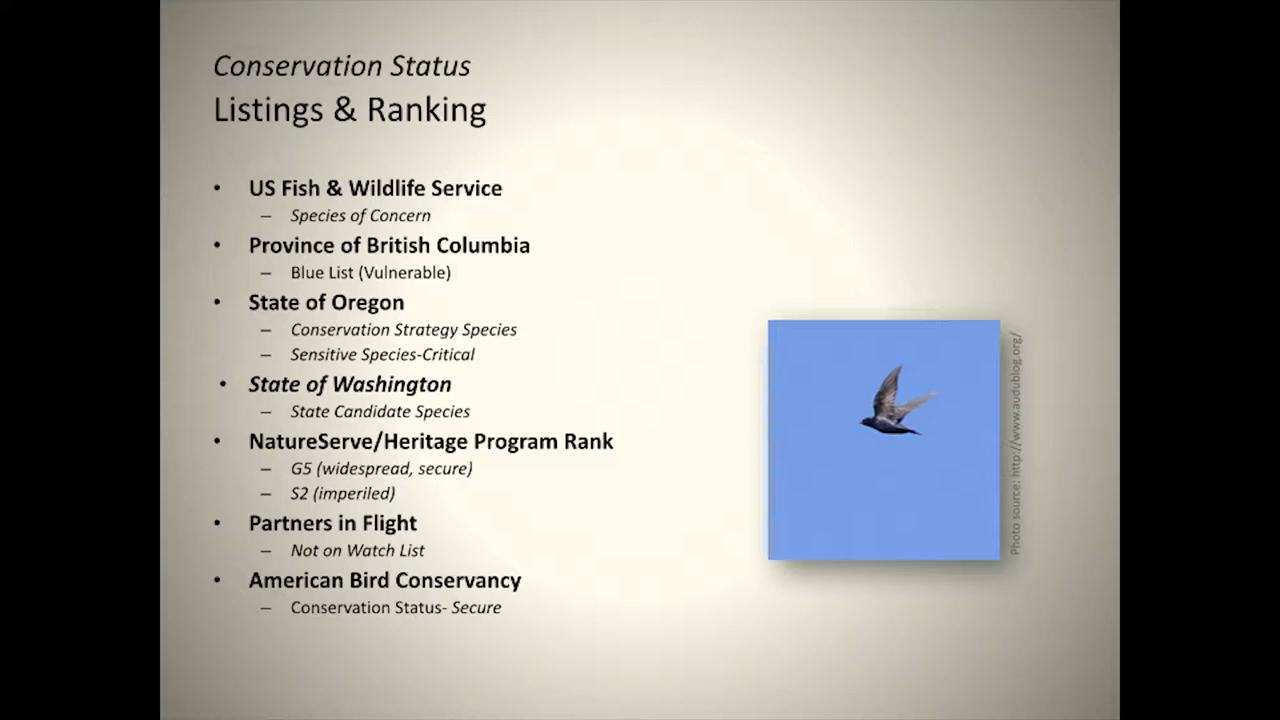 Conservation Status
Listings & Ranking
• US Fish & Wildlife Service
– Species of Concern
• Province of British Columbia
– Blue List (Vulnerable)
• State of Oregon
– Conservation Strategy Species
– Sensitive Species-Critical
• State of Washington
– State Candidate Species
• NatureServe/Heritage Program Rank
– G5 (widespread, secure)
– S2 (imperiled)
• Partners in Flight
– Not on Watch List
• American Bird Conservancy
– Conservation Status- Secure
Photo source: http://www.audublog.org/